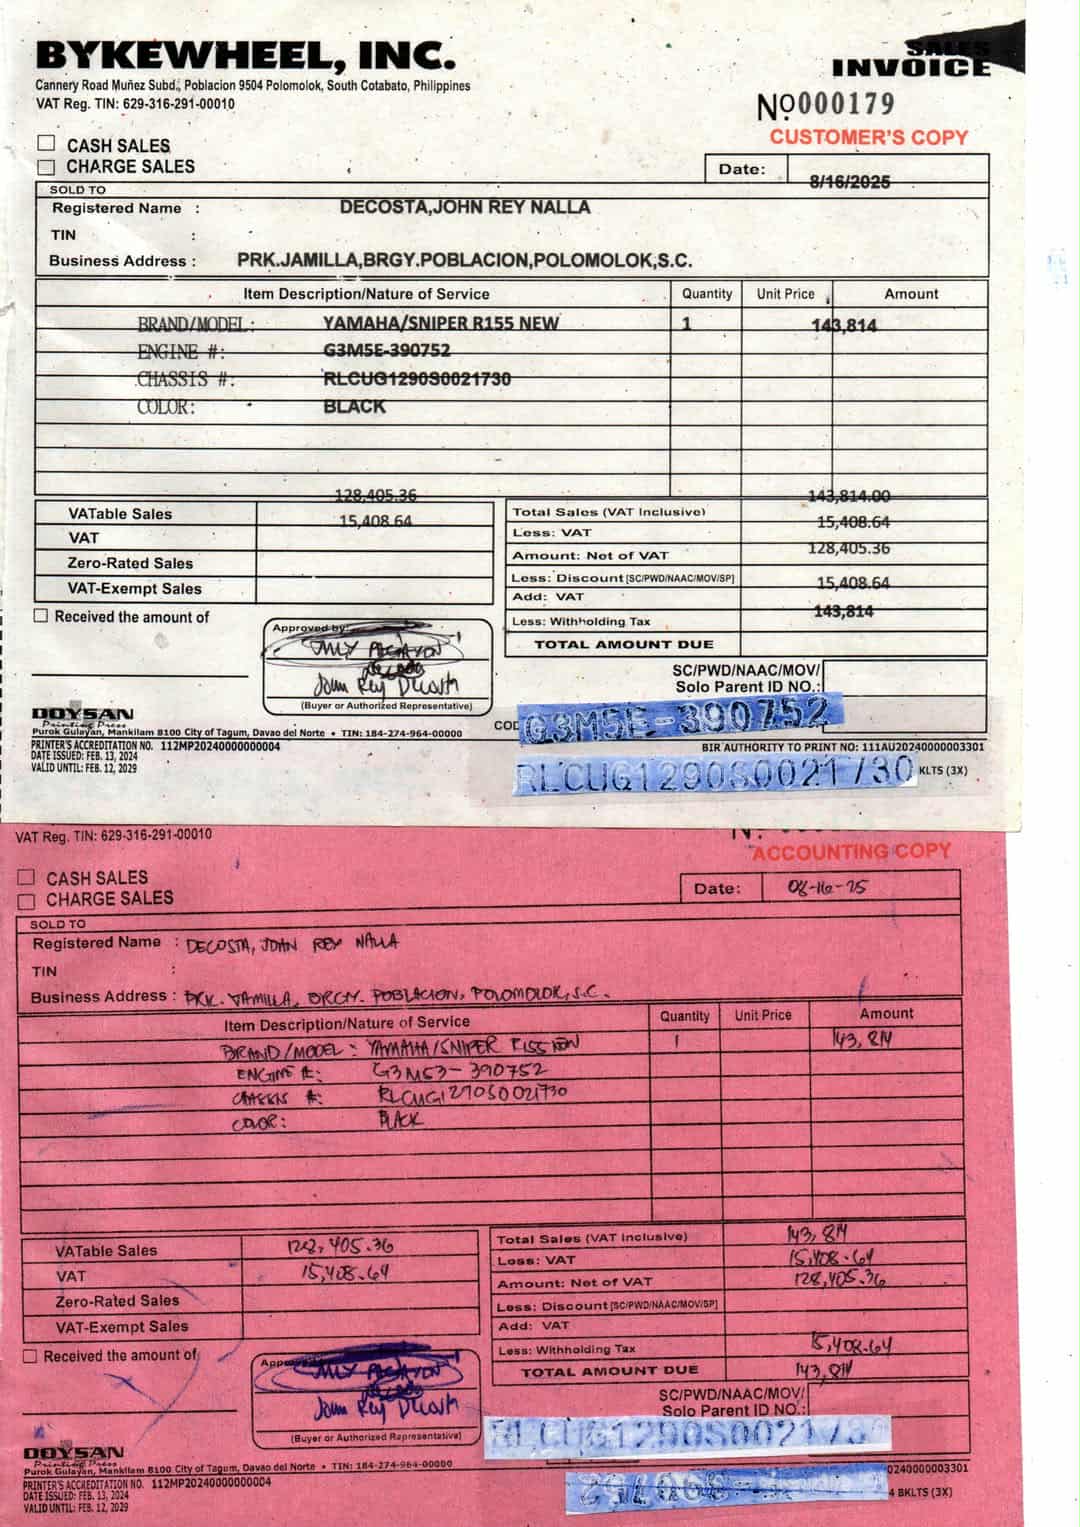 BYKEWHEEL, INC.
Cannery Road Muñez Subd., Poblacion 9504 Polomolok, South Cotabato, Philippines
VAT Reg. TIN: 629-316-291-00010
SALES
INVOICE
Nº 000179
CUSTOMER'S COPY
CASH SALES
CHARGE SALES
Date: 8/16/2025
SOLD TO
Registered Name : DECOSTA,JOHN REY NALLA
TIN :
Business Address : PRK.JAMILLA,BRGY.POBLACION,POLOMOLOK,S.C.
Item Description/Nature of Service Quantity Unit Price Amount
BRAND/MODEL: YAMAHA/SNIPER R155 NEW 1 143,814
ENGINE #: G3M5E-390752
CHASSIS #: RLCUG1290S0021730
COLOR: BLACK
128,405.36 143,814.00
VATable Sales 15,408.64 Total Sales (VAT Inclusive) 15,408.64
VAT Less: VAT 128,405.36
Zero-Rated Sales Amount: Net of VAT
VAT-Exempt Sales Less: Discount [SC/PWD/NAAC/MOV/SP] 15,408.64
Add: VAT 143,814
Received the amount of Less: Withholding Tax
Approved by: TOTAL AMOUNT DUE
John Rey Decosta
(Buyer or Authorized Representative)
SC/PWD/NAAC/MOV/
Solo Parent ID NO.:
DOYSAN
Printing Press
Purok Gulayan, Mankilam 8100 City of Tagum, Davao del Norte • TIN: 184-274-964-00000
COD
G3M5E-390752
PRINTER'S ACCREDITATION NO. 112MP20240000000004
BIR AUTHORITY TO PRINT NO: 111AU20240000003301
DATE ISSUED: FEB. 13, 2024
VALID UNTIL: FEB. 12, 2029
RLCUG1290S0021730
KLTS (3X)
VAT Reg. TIN: 629-316-291-00010
ACCOUNTING COPY
CASH SALES
CHARGE SALES
Date: 08-16-25
SOLD TO
Registered Name : DECOSTA, JOHN REY NALLA
TIN :
Business Address : PRK. JAMILLA, BRGY. POBLACION, POLOMOLOK, S.C.
Item Description/Nature of Service Quantity Unit Price Amount
BRAND/MODEL: YAMAHA/SNIPER R155 NEW 1 143,814
ENGINE #: G3M53-390752
CHASSIS #: RLCUG1290S0021730
COLOR: BLACK
VATable Sales 128,405.36 Total Sales (VAT Inclusive) 143,814
VAT 15,408.64 Less: VAT 15,408.64
Zero-Rated Sales Amount: Net of VAT 128,405.36
VAT-Exempt Sales Less: Discount [SC/PWD/NAAC/MOV/SP]
Add: VAT
Received the amount of Less: Withholding Tax 15,408.64
TOTAL AMOUNT DUE 143,814
John Rey Decosta
(Buyer or Authorized Representative)
SC/PWD/NAAC/MOV/
Solo Parent ID NO.:
RLCUG1290S0021730
DOYSAN
Printing Press
Purok Gulayan, Mankilam 8100 City of Tagum, Davao del Norte • TIN: 184-274-964-00000
PRINTER'S ACCREDITATION NO. 112MP20240000000004
DATE ISSUED: FEB. 13, 2024
VALID UNTIL: FEB. 12, 2029
0240000003301
4 BKLTS (3X)